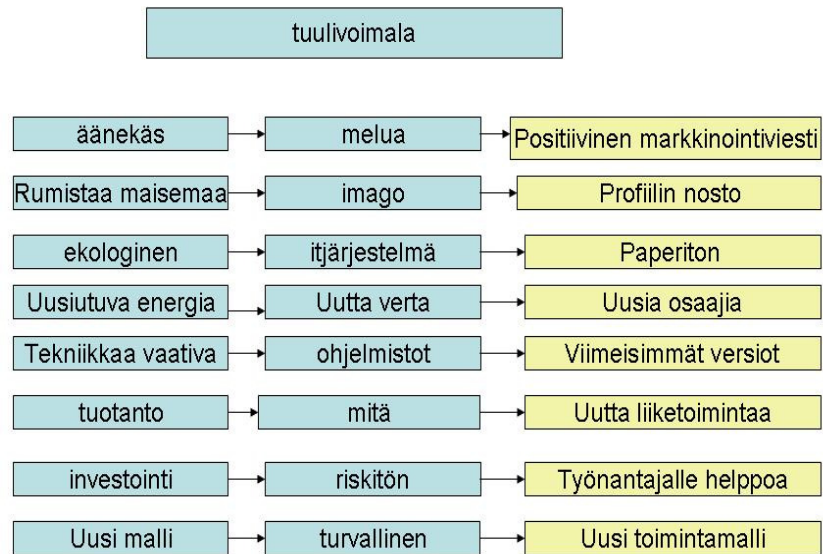 tuulivoimala
äänekäs melua Positiivinen markkinointiviesti
Rumistaa maisemaa imago Profiilin nosto
ekologinen itjärjestelmä Paperiton
Uusiutuva energia Uutta verta Uusia osaajia
Tekniikkaa vaativa ohjelmistot Viimeisimmät versiot
tuotanto mitä Uutta liiketoimintaa
investointi riskitön Työnantajalle helppoa
Uusi malli turvallinen Uusi toimintamalli